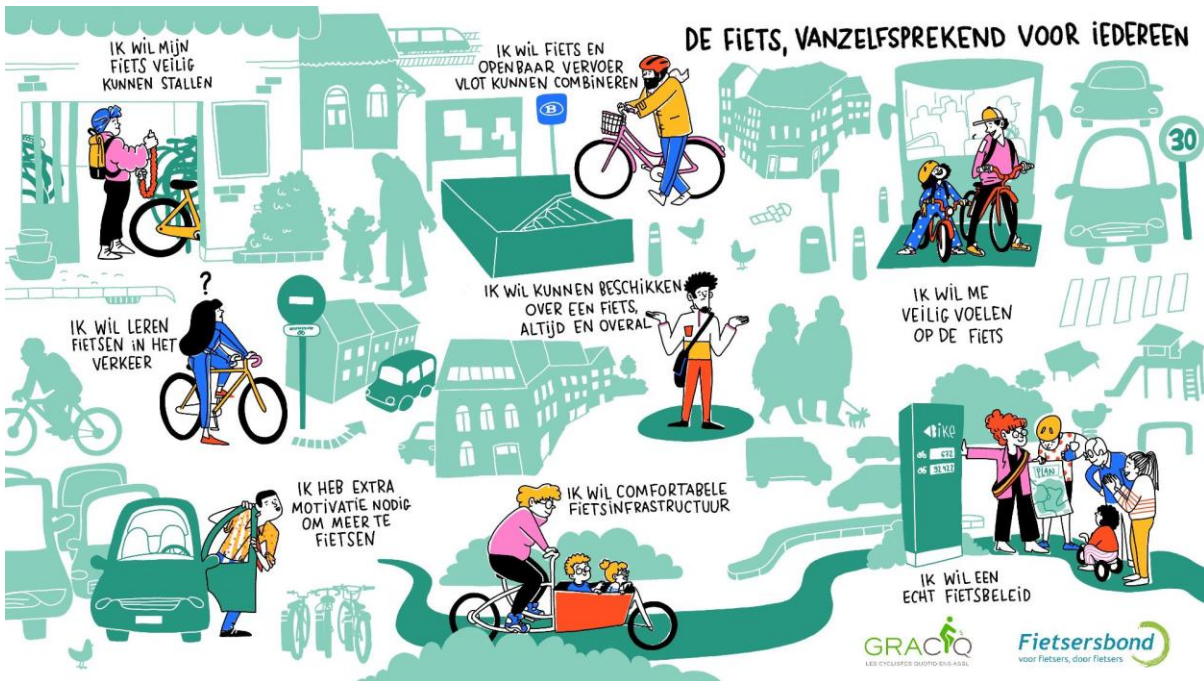 DE FIETS, VANZELFSPREKEND VOOR IEDEREEN
IK WIL MIJN
FIETS VEILIG
KUNNEN STALLEN
IK WIL FIETS EN
OPENBAAR VERVOER
VLOT KUNNEN COMBINEREN
B
30
IK WIL ME
VEILIG VOELEN
OP DE FIETS
?
IK WIL LEREN
FIETSEN IN HET
VERKEER
IK WIL KUNNEN BESCHIKKEN
OVER EEN FIETS,
ALTIJD EN OVERAL
IK HEB EXTRA
MOTIVATIE NODIG
OM MEER TE
FIETSEN
IK WIL COMFORTABELE
FIETSINFRASTRUCTUUR
BIKE
672
92423
PLAN
IK WIL EEN
ECHT FIETSBELEID
GRACQ
LES CYCLISTES QUOTIDIENS ASBL
Fietsersbond
voor fietsers, door fietsers